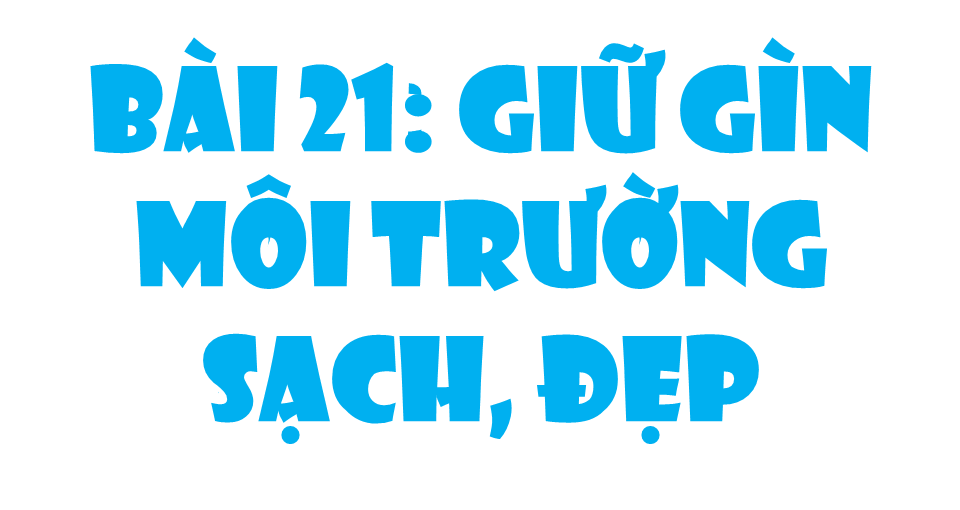 BÀI 21: GIỮ GÌN
MÔI TRƯỜNG
SẠCH, ĐẸP